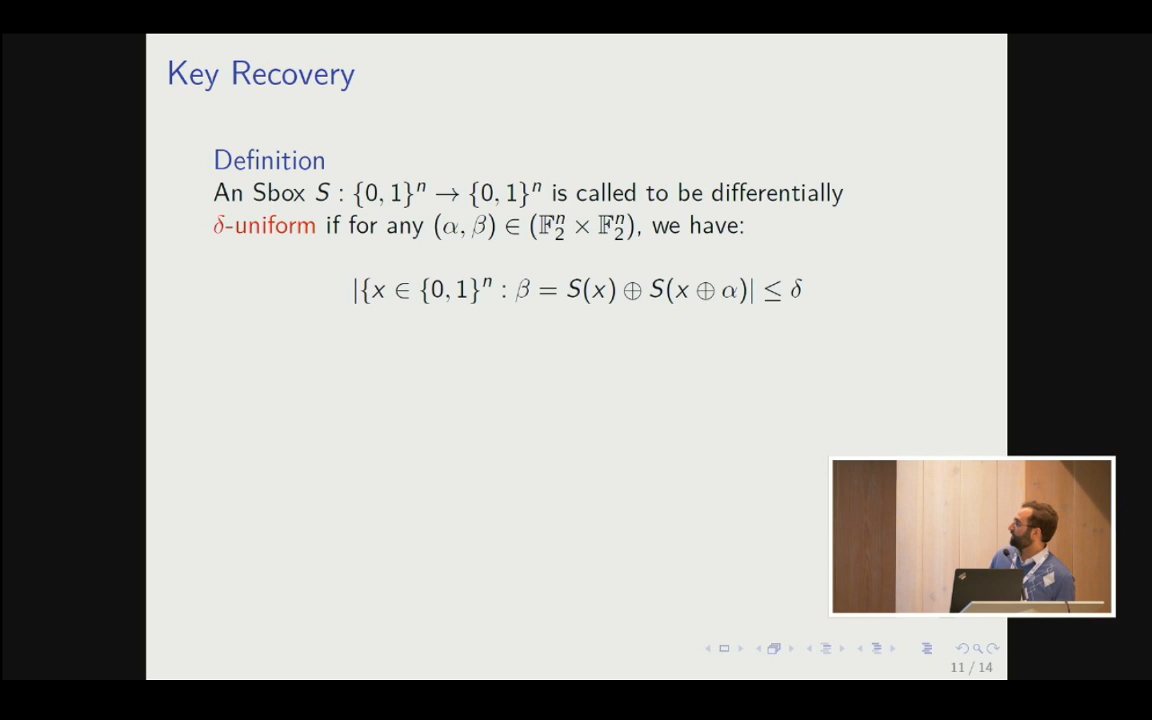 Key Recovery
Definition
An Sbox S : {0, 1}ⁿ → {0, 1}ⁿ is called to be differentially
δ-uniform if for any (α, β) ∈ (𝔽₂ⁿ × 𝔽₂ⁿ), we have:
|{x ∈ {0, 1}ⁿ : β = S(x) ⊕ S(x ⊕ α)| ≤ δ
11 / 14